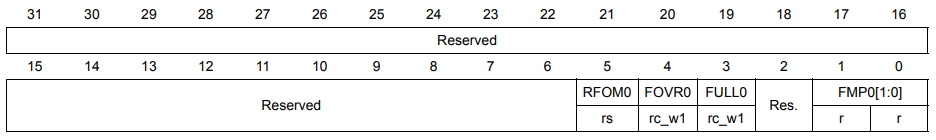 31 30 29 28 27 26 25 24 23 22 21 20 19 18 17 16
Reserved
15 14 13 12 11 10 9 8 7 6 5 4 3 2 1 0
Reserved RFOM0 FOVR0 FULL0 Res. FMP0[1:0]
rs rc_w1 rc_w1 r r